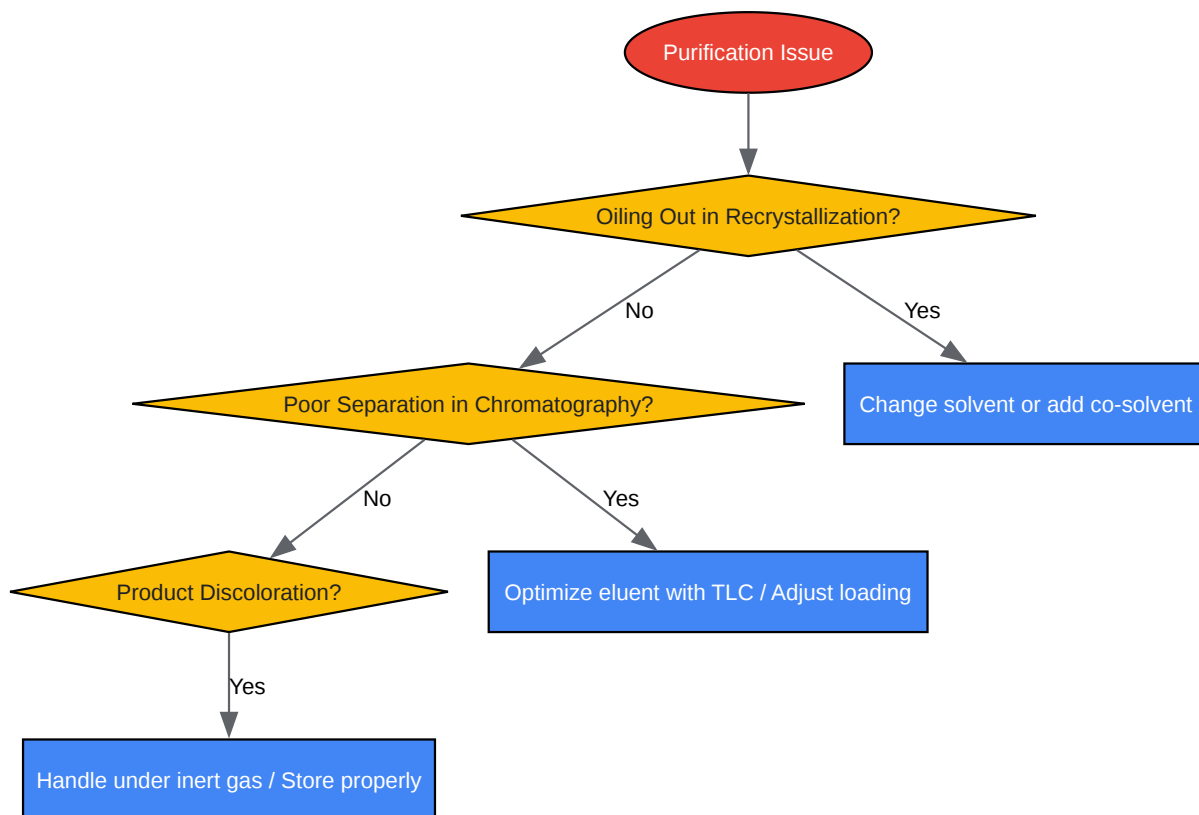 Purification Issue
Oiling Out in Recrystallization?
No
Yes
Poor Separation in Chromatography?
Change solvent or add co-solvent
No
Yes
Product Discoloration?
Optimize eluent with TLC / Adjust loading
Yes
Handle under inert gas / Store properly